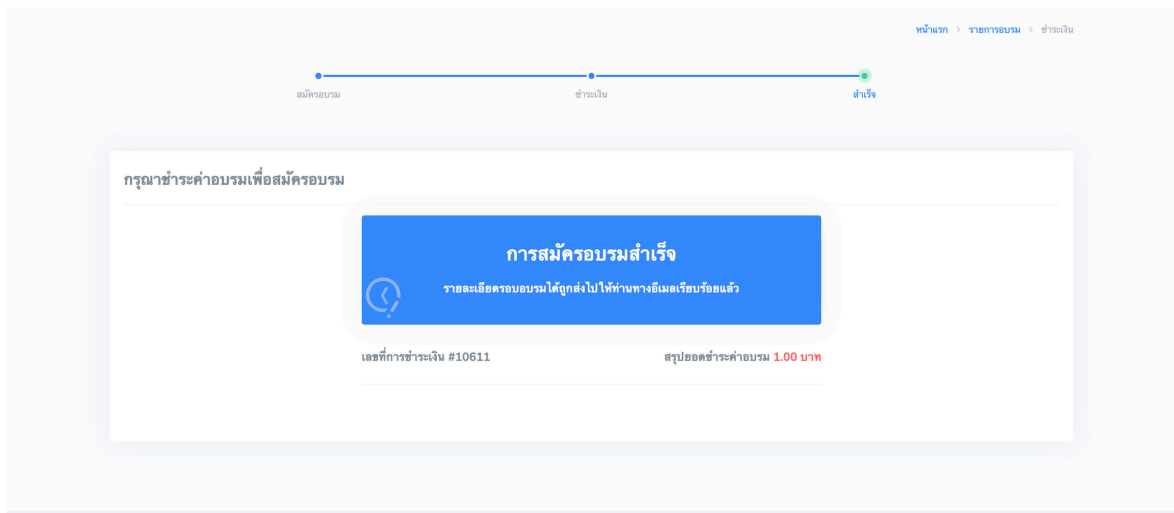 หน้าแรก > รายการอบรม > ชำระเงิน
สมัครอบรม ชำระเงิน สำเร็จ
กรุณาชำระค่าอบรมเพื่อสมัครอบรม
การสมัครอบรมสำเร็จ
รายละเอียดรอบอบรมได้ถูกส่งไปให้ท่านทางอีเมลเรียบร้อยแล้ว
เลขที่การชำระเงิน #10611 สรุปยอดชำระค่าอบรม 1.00 บาท